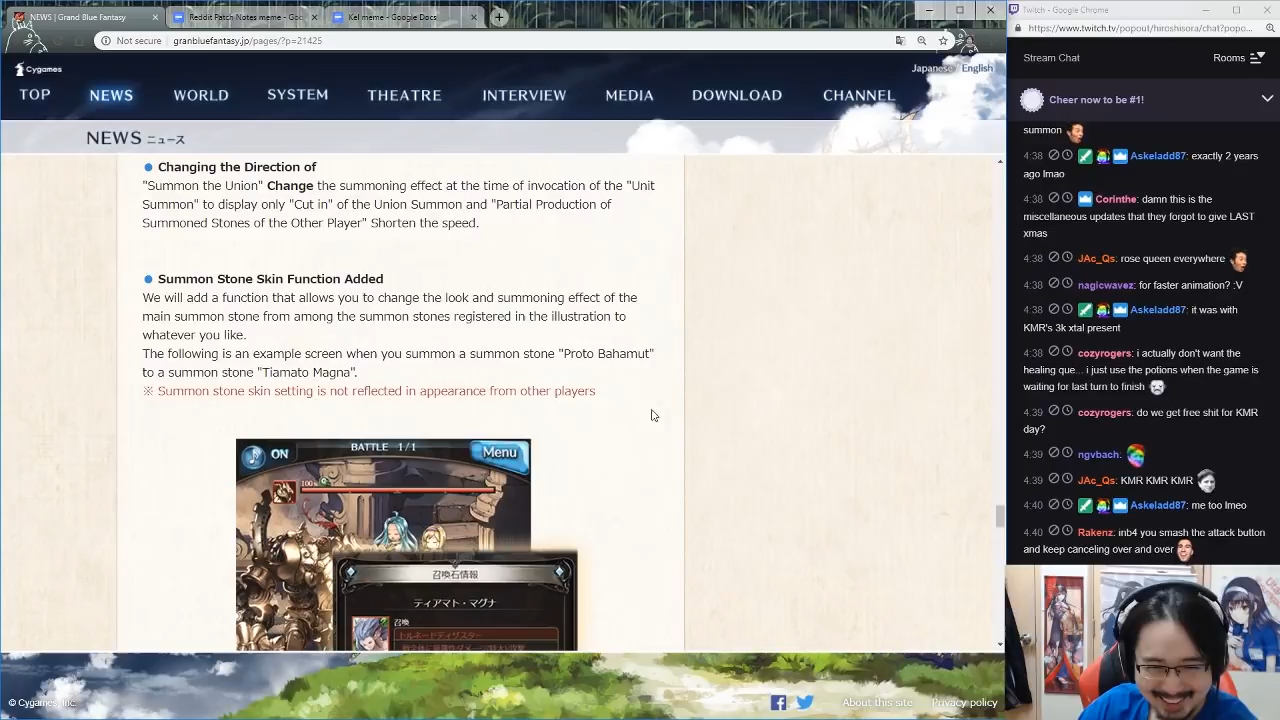 NEWS | Grand Blue Fantasy
Reddit Patch Notes meme - Goo
Kel meme - Google Docs
Twitch - Google Chrome
Not secure
granbluefantasy.jp/pages/?p=21425
https://www.twitch.tv/popout/hiroshisora/chat?popo...
Cygames
Japanese / English
TOP
NEWS
WORLD
SYSTEM
THEATRE
INTERVIEW
MEDIA
DOWNLOAD
CHANNEL
NEWS ニュース
Changing the Direction of
"Summon the Union" Change the summoning effect at the time of invocation of the "Unit
Summon" to display only "Cut in" of the Union Summon and "Partial Production of
Summoned Stones of the Other Player" Shorten the speed.
Summon Stone Skin Function Added
We will add a function that allows you to change the look and summoning effect of the
main summon stone from among the summon stones registered in the illustration to
whatever you like.
The following is an example screen when you summon a summon stone "Proto Bahamut"
to a summon stone "Tiamato Magna".
※ Summon stone skin setting is not reflected in appearance from other players
ON
BATTLE 1/1
Menu
100%
召喚石情報
ティアマト・マグナ
召喚
トルネードディザスター
© Cygames, Inc.
About this site
Privacy policy
Stream Chat
Rooms
Cheer now to be #1!
summon
4:38 Askeladd87: exactly 2 years
ago lmao
4:38 Corinthe: damn this is the
miscellaneous updates that they forgot to give LAST
xmas
4:38 JAc_Qs: rose queen everywhere
4:38 nagicwavez: for faster animation? :V
4:38 Askeladd87: it was with
KMR's 3k xtal present
4:38 cozyrogers: i actually don't want the
healing que... i just use the potions when the game is
waiting for last turn to finish
4:39 cozyrogers: do we get free shit for KMR
day?
4:39 ngvbach:
4:39 JAc_Qs: KMR KMR KMR
4:40 Askeladd87: me too lmeo
4:40 Rakenz: inb4 you smash the attack button
and keep canceling over and over